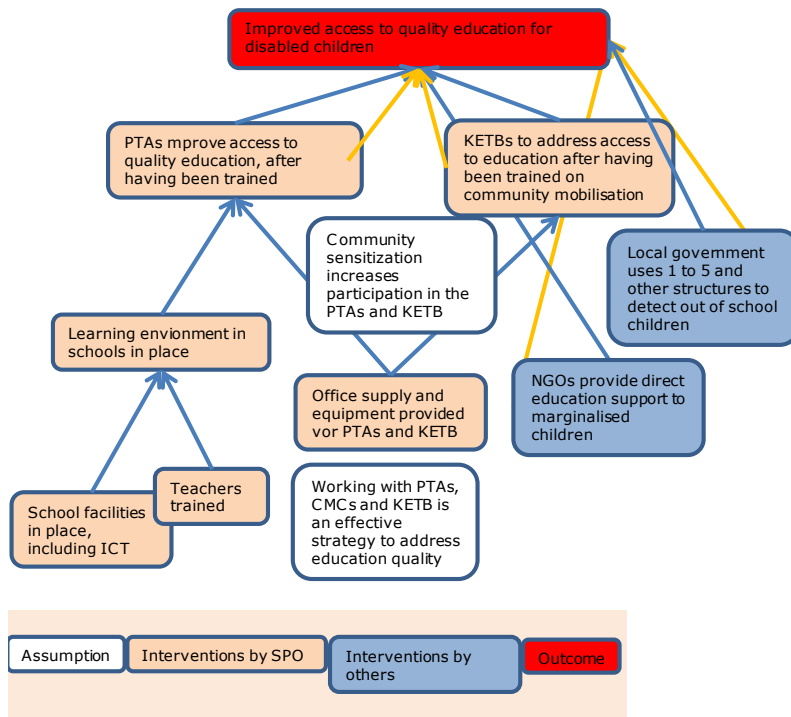 Improved access to quality education for
disabled children
PTAs mprove access to
quality education, after
having been trained
KETBs to address access
to education after having
been trained on
community mobilisation
Community
sensitization
increases
participation in the
PTAs and KETB
Local government
uses 1 to 5 and
other structures to
detect out of school
children
Learning envionment in
schools in place
Office supply and
equipment provided
vor PTAs and KETB
NGOs provide direct
education support to
marginalised
children
Teachers
trained
School facilities
in place,
including ICT
Working with PTAs,
CMCs and KETB is
an effective
strategy to address
education quality
Assumption
Interventions by SPO
Interventions by
others
Outcome